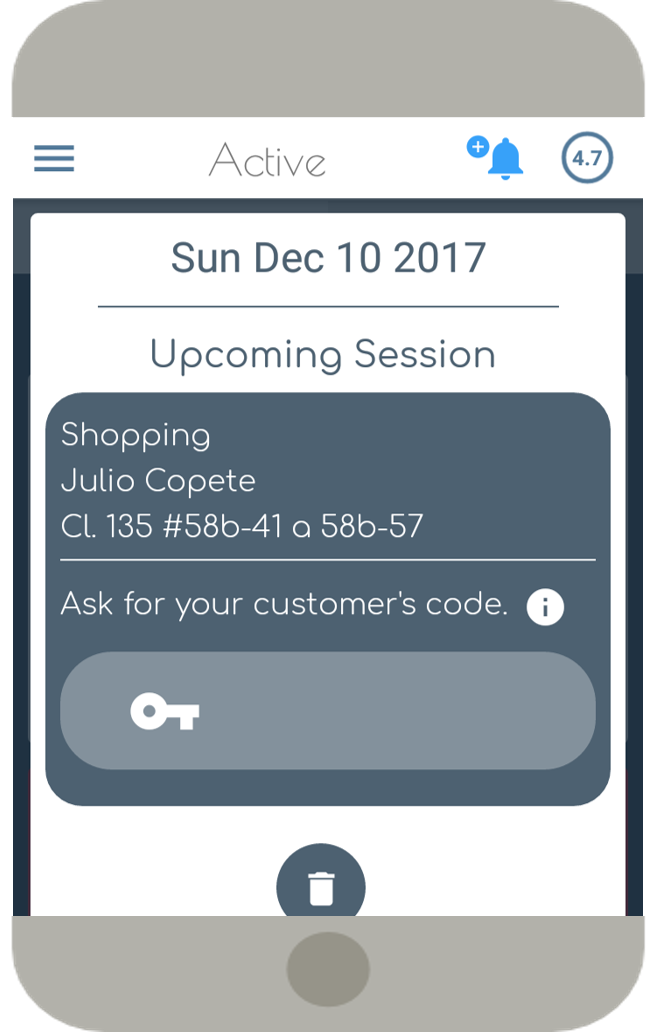 Active
4.7
Sun Dec 10 2017
Upcoming Session
Shopping
Julio Copete
Cl. 135 #58b-41 a 58b-57
Ask for your customer's code.